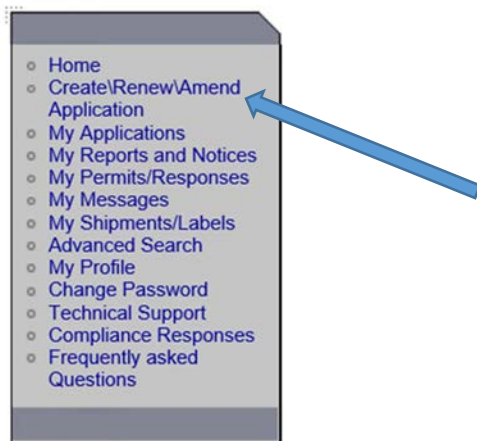 Home
Create\Renew\Amend
Application
My Applications
My Reports and Notices
My Permits/Responses
My Messages
My Shipments/Labels
Advanced Search
My Profile
Change Password
Technical Support
Compliance Responses
Frequently asked
Questions